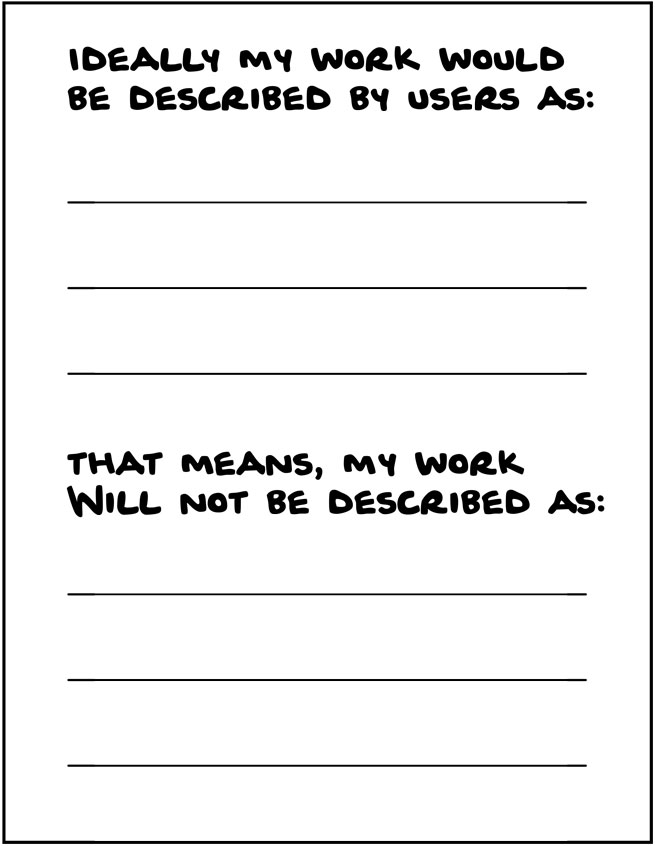 IDEALLY MY WORK WOULD
BE DESCRIBED BY USERS AS:
THAT MEANS, MY WORK
WILL NOT BE DESCRIBED AS: